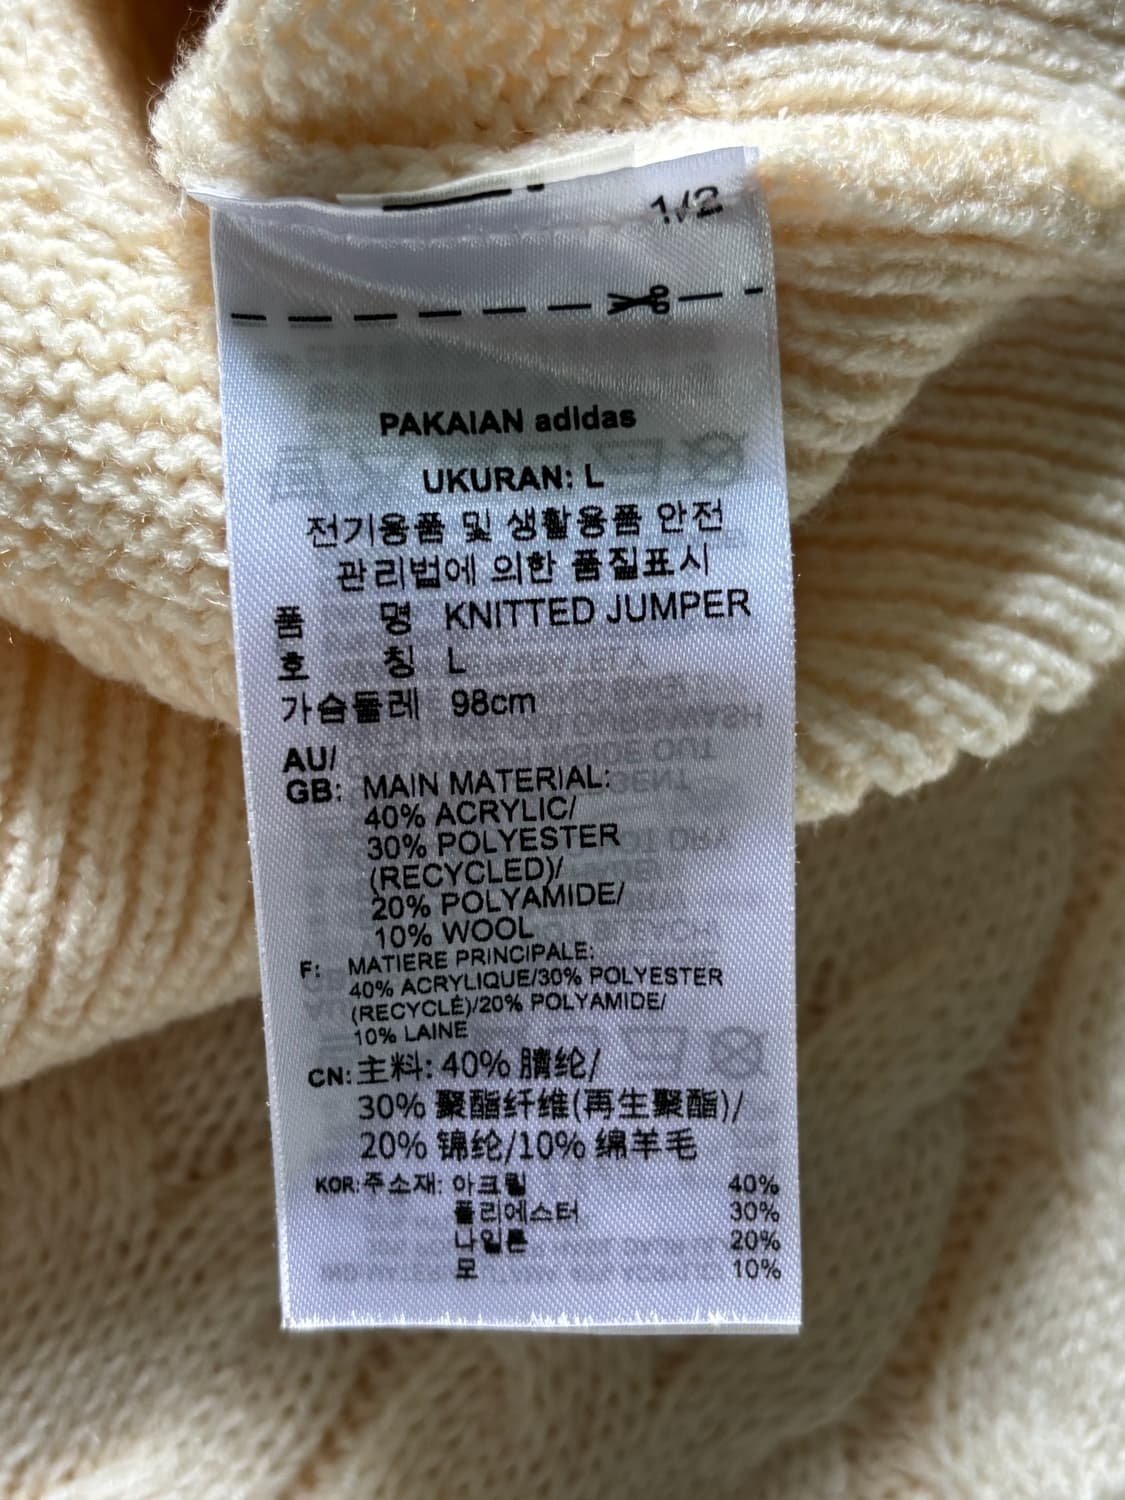 1/2
PAKAIAN adidas
UKURAN: L
전기용품 및 생활용품 안전
관리법에 의한 품질표시
품 명 KNITTED JUMPER
호 칭 L
가슴둘레 98cm
AU/
GB: MAIN MATERIAL:
40% ACRYLIC/
30% POLYESTER
(RECYCLED)/
20% POLYAMIDE/
10% WOOL
F: MATIERE PRINCIPALE:
40% ACRYLIQUE/30% POLYESTER
(RECYCLÉ)/20% POLYAMIDE/
10% LAINE
CN: 主料: 40% 腈纶/
30% 聚酯纤维(再生聚酯)/
20% 锦纶/10% 绵羊毛
KOR: 주소재: 아크릴 40%
폴리에스터 30%
나일론 20%
모 10%